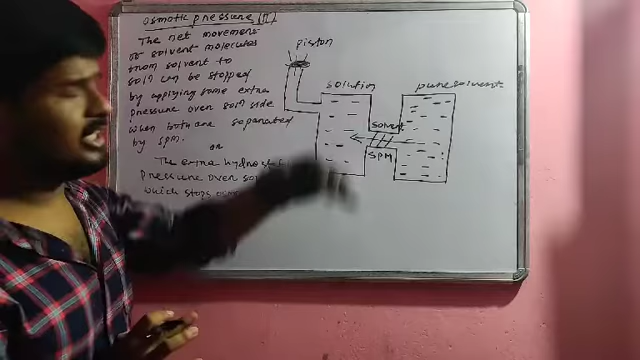 osmotic pressure (π)
The net movement
of solvent molecules
from solvent to
soln can be stopped
by applying some extra
pressure over soln side
when both are separated
by spm.
or
The extra hydros
pressure over so
which stops osm
piston
solution
pure solvent
solvent
SPM